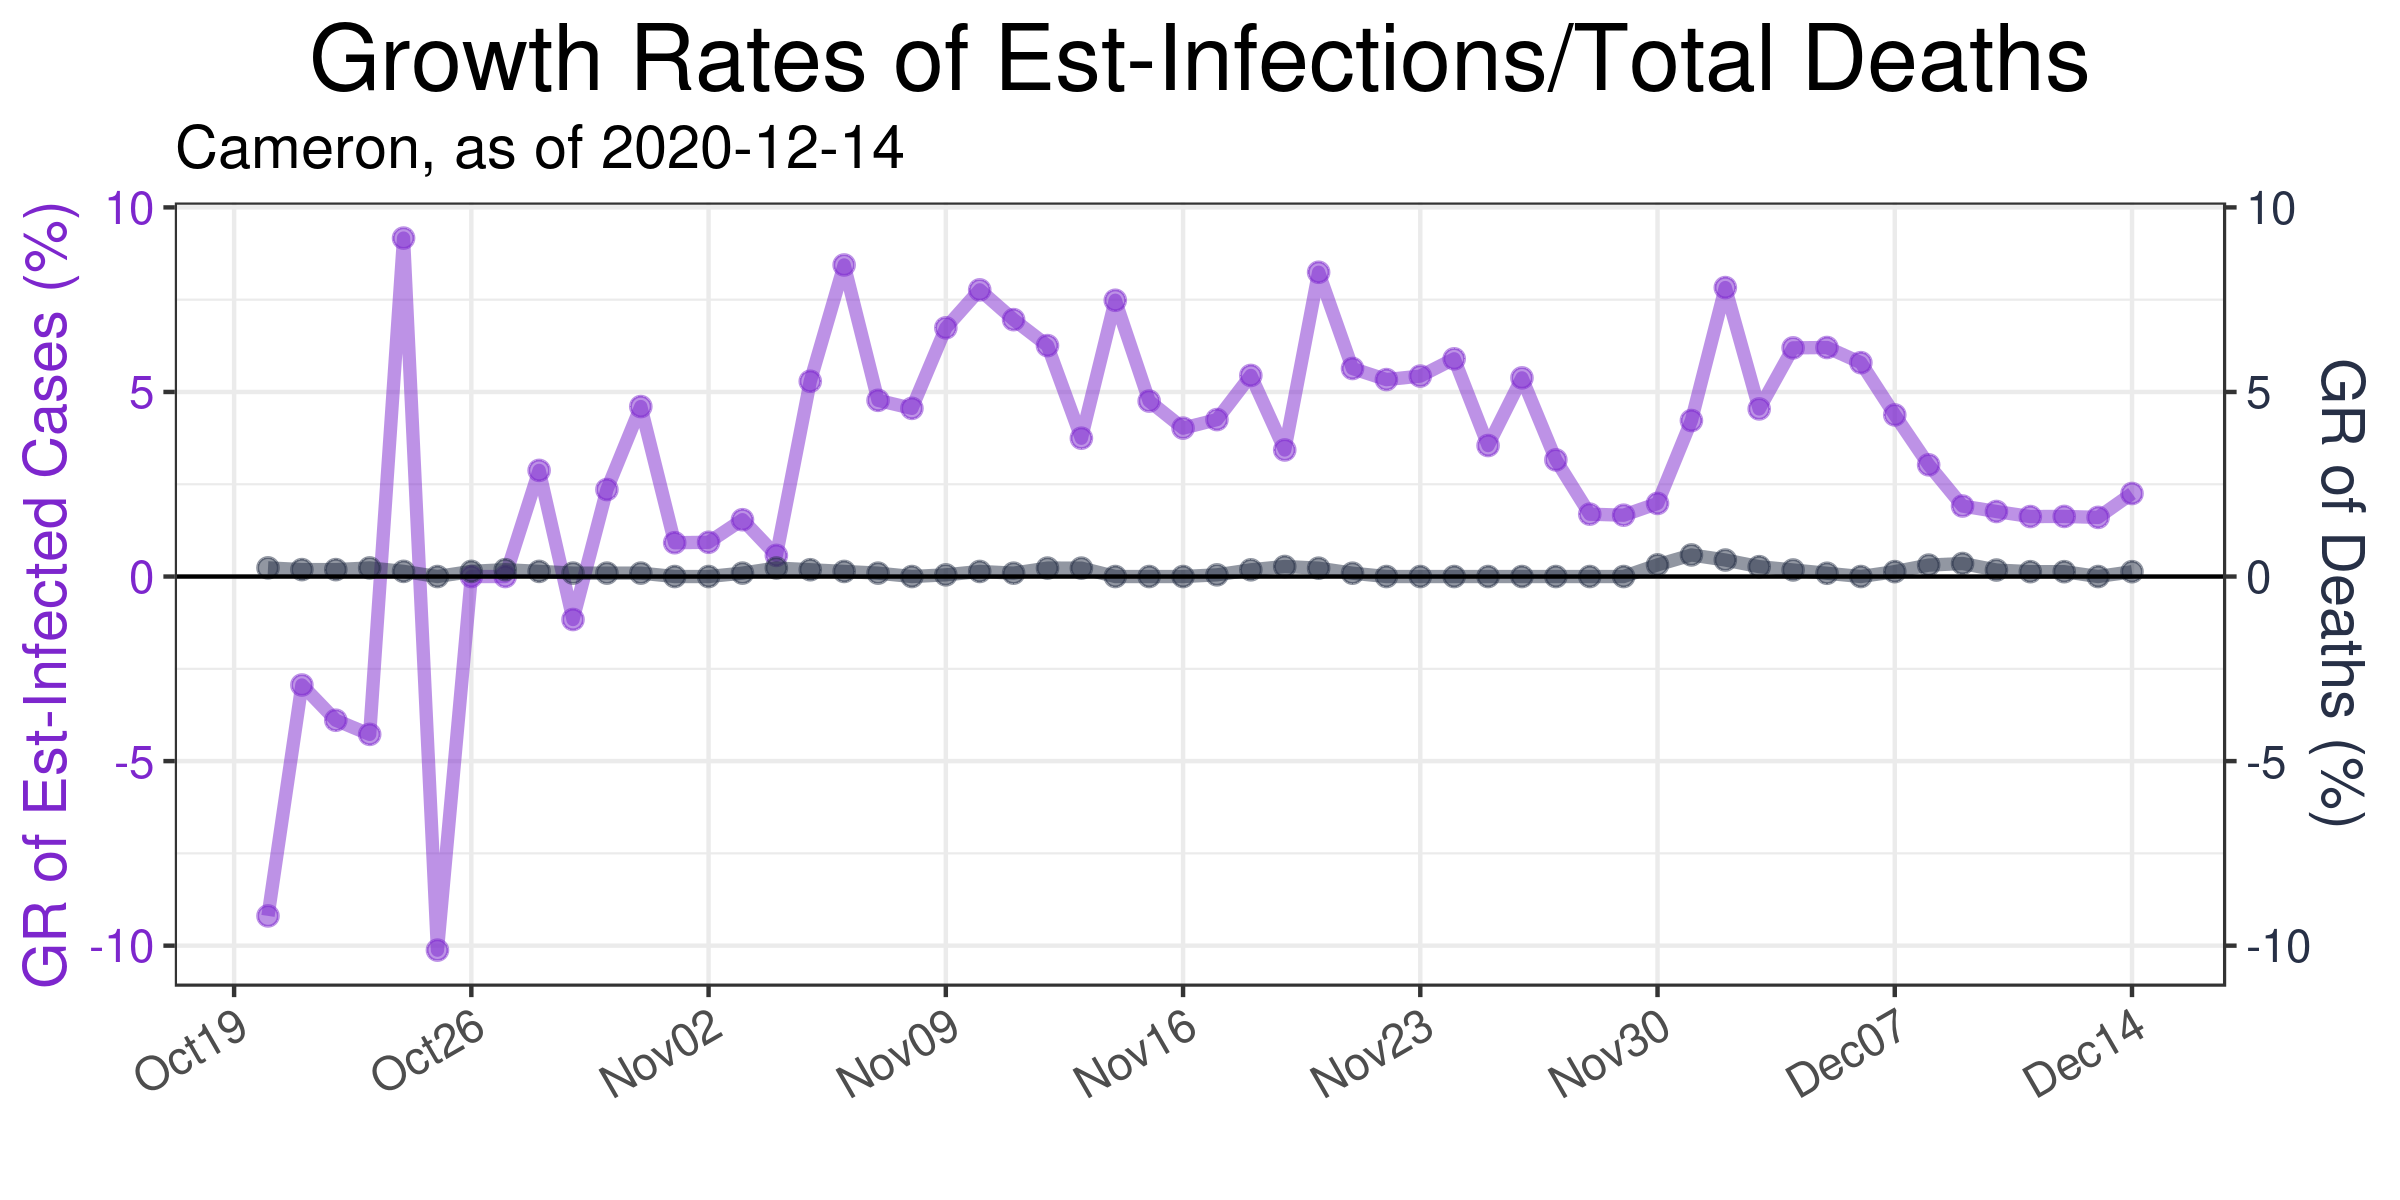 Growth Rates of Est-Infections/Total Deaths
Cameron, as of 2020-12-14
GR of Est-Infected Cases (%)
10
5
0
-5
-10
10
5
0
-5
-10
GR of Deaths (%)
Oct19
Oct26
Nov02
Nov09
Nov16
Nov23
Nov30
Dec07
Dec14